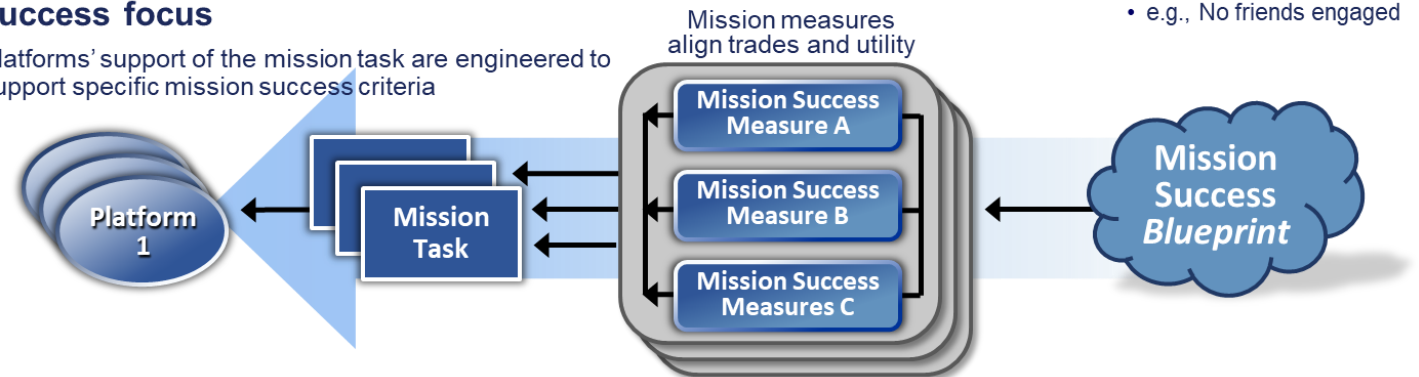 uccess focus
latforms' support of the mission task are engineered to
upport specific mission success criteria
Mission measures
align trades and utility
• e.g., No friends engaged
Platform
1
Mission
Task
Mission Success
Measure A
Mission Success
Measure B
Mission Success
Measures C
Mission
Success
Blueprint